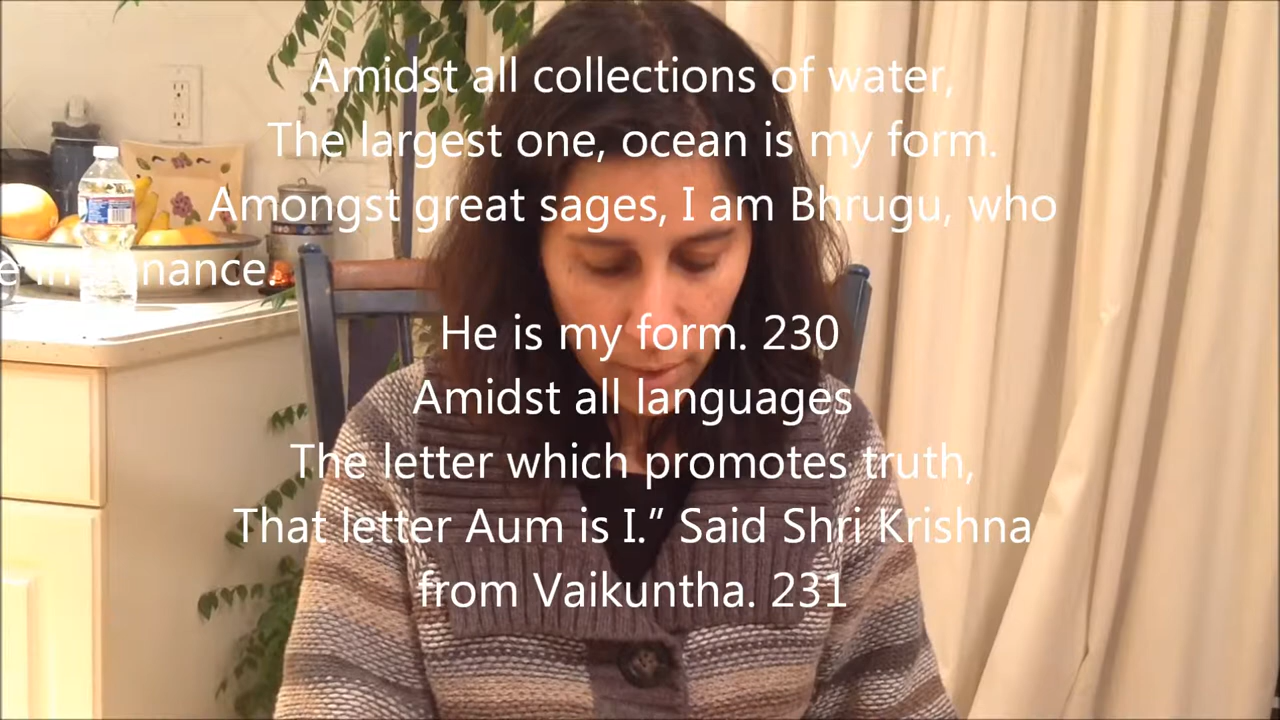 Amidst all collections of water,
The largest one, ocean is my form.
Amongst great sages, I am Bhrugu, who
He is my form. 230
Amidst all languages
The letter which promotes truth,
That letter Aum is I.” Said Shri Krishna
from Vaikuntha. 231